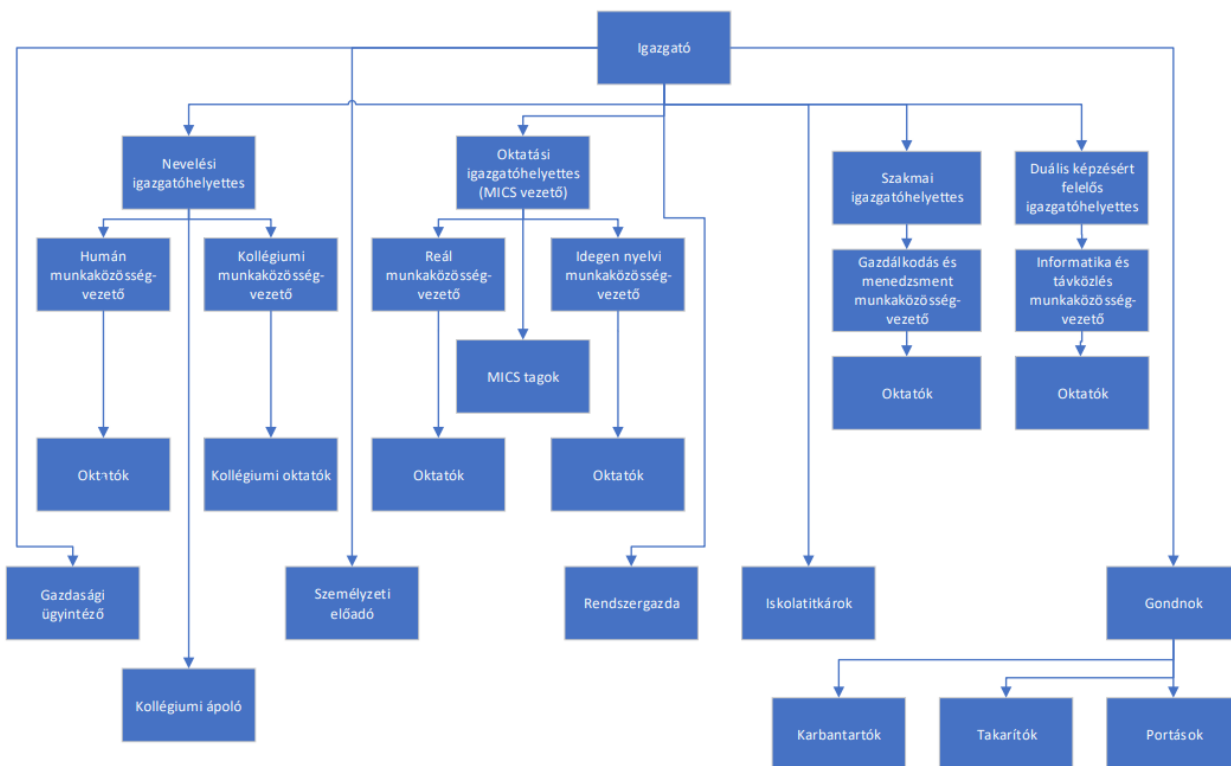 Igazgató
Nevelési
igazgatóhelyettes
Oktatási
igazgatóhelyettes
(MICS vezető)
Szakmai
igazgatóhelyettes
Duális képzésért
felelős
igazgatóhelyettes
Humán
munkaközösség-
vezető
Kollégiumi
munkaközösség-
vezető
Reál
munkaközösség-
vezető
Idegen nyelvi
munkaközösség-
vezető
Gazdálkodás és
menedzsment
munkaközösség-
vezető
Informatika és
távközlés
munkaközösség-
vezető
MICS tagok
Oktatók
Oktatók
Oktatók
Kollégiumi oktatók
Oktatók
Oktatók
Gazdasági
ügyintéző
Személyzeti
előadó
Rendszergazda
Iskolatitkárok
Gondnok
Kollégiumi ápoló
Karbantartók
Takarítók
Portások